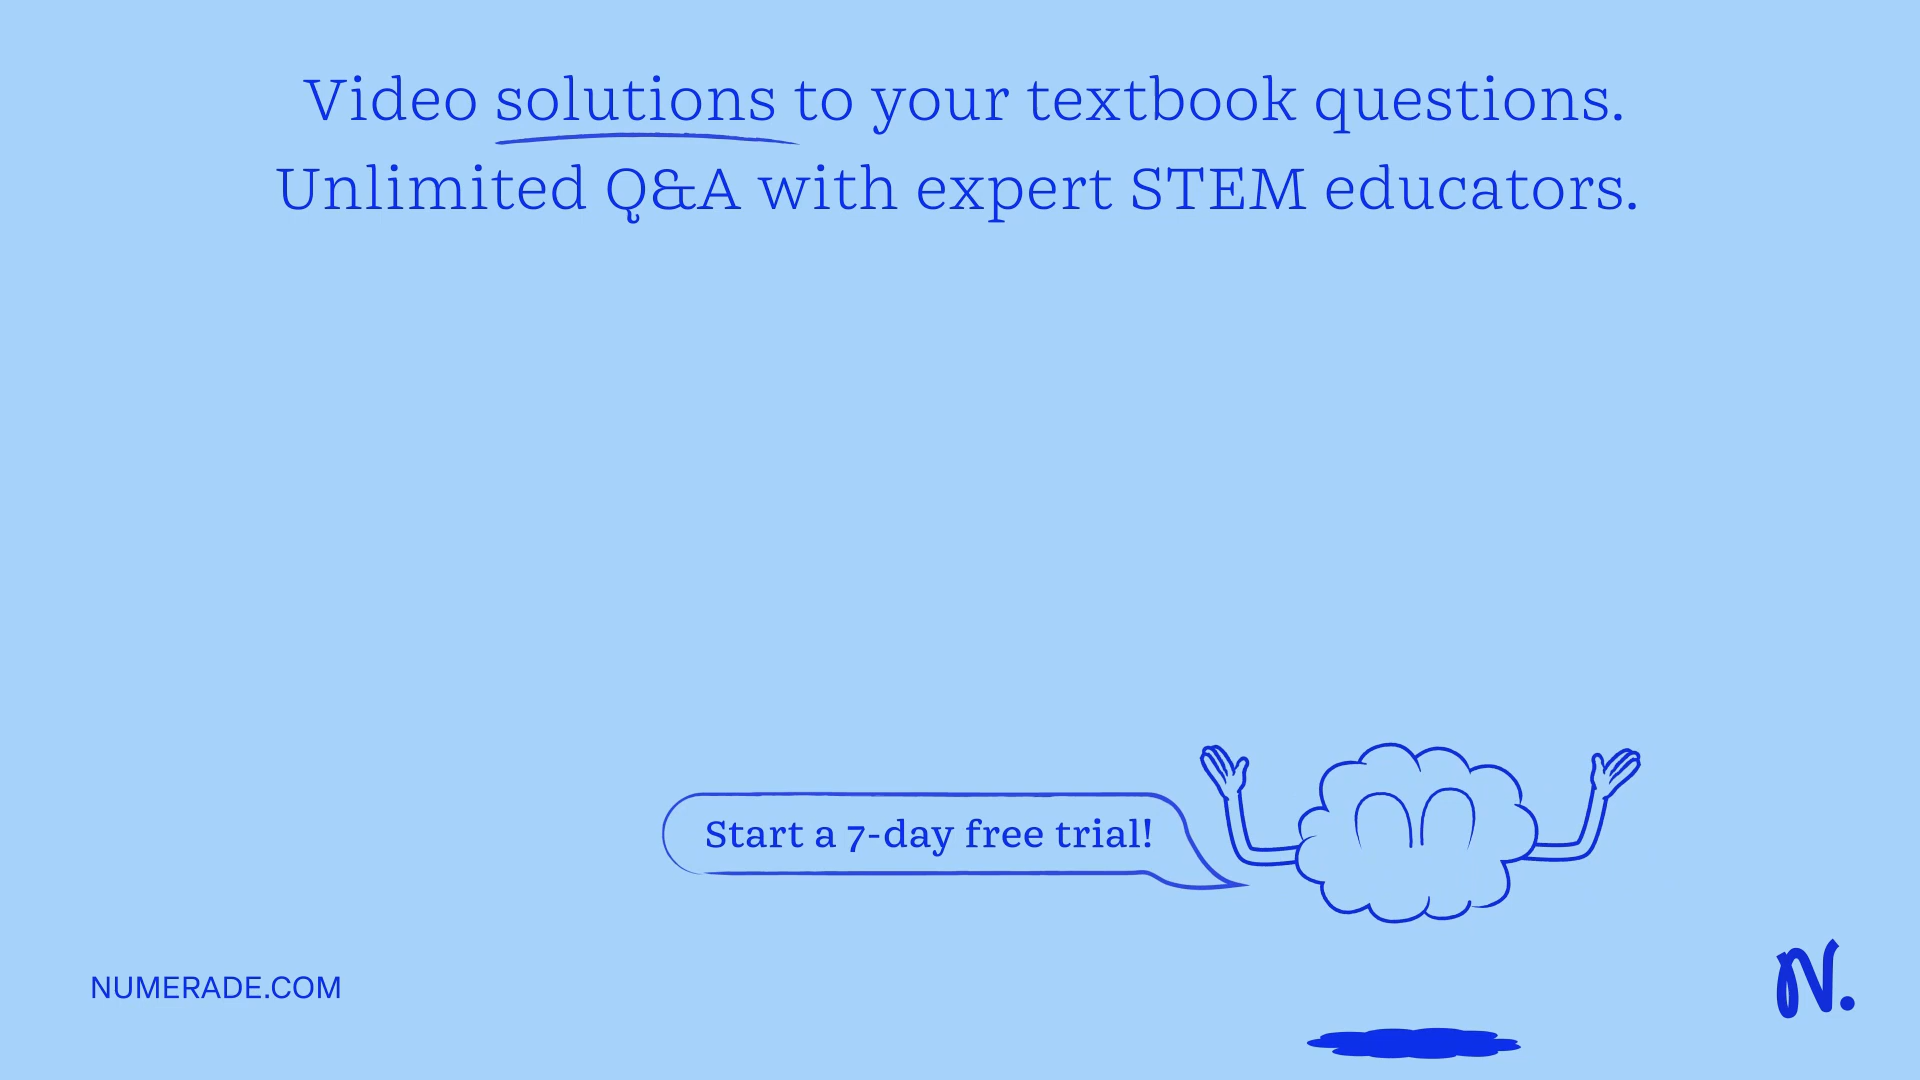 Video solutions to your textbook questions.
Unlimited Q&A with expert STEM educators.
Start a 7-day free trial!
NUMERADE.COM
N.